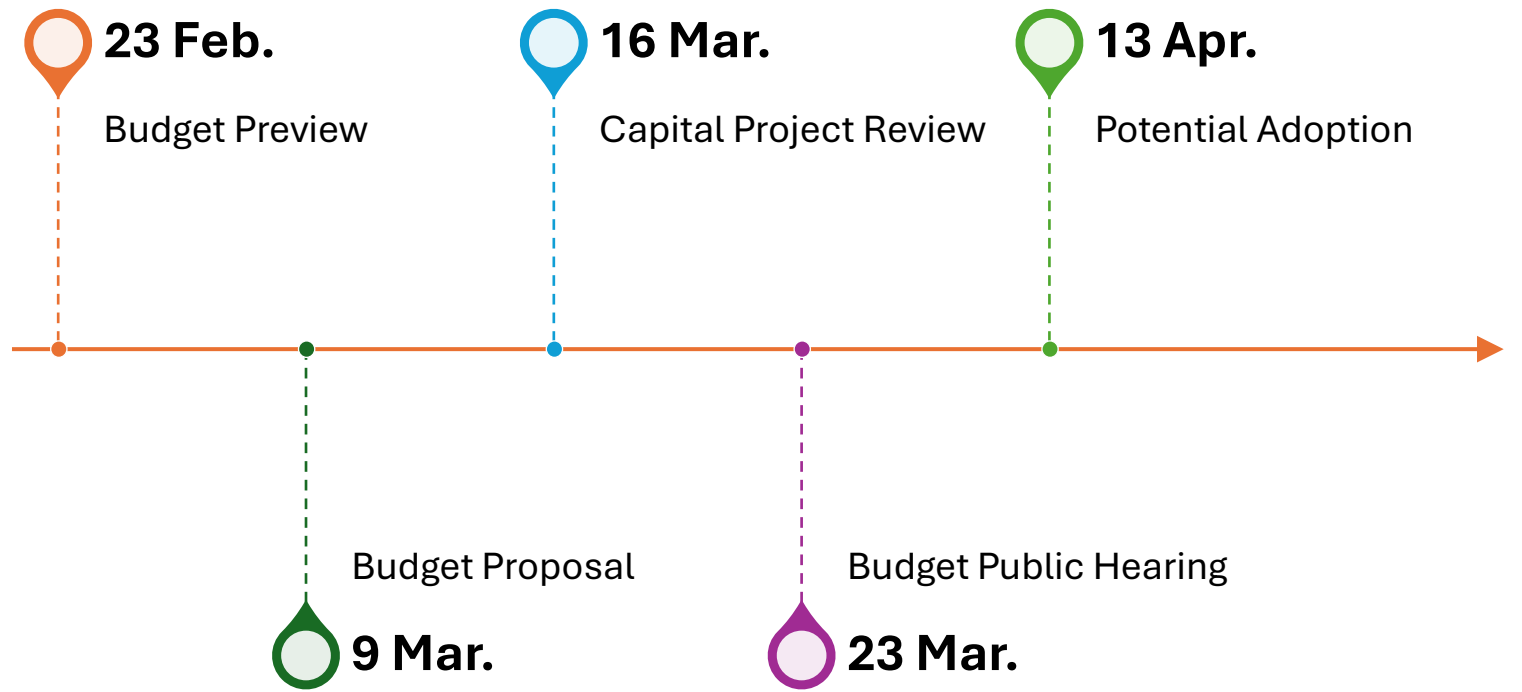 23 Feb.
Budget Preview
16 Mar.
Capital Project Review
13 Apr.
Potential Adoption
Budget Proposal
9 Mar.
Budget Public Hearing
23 Mar.